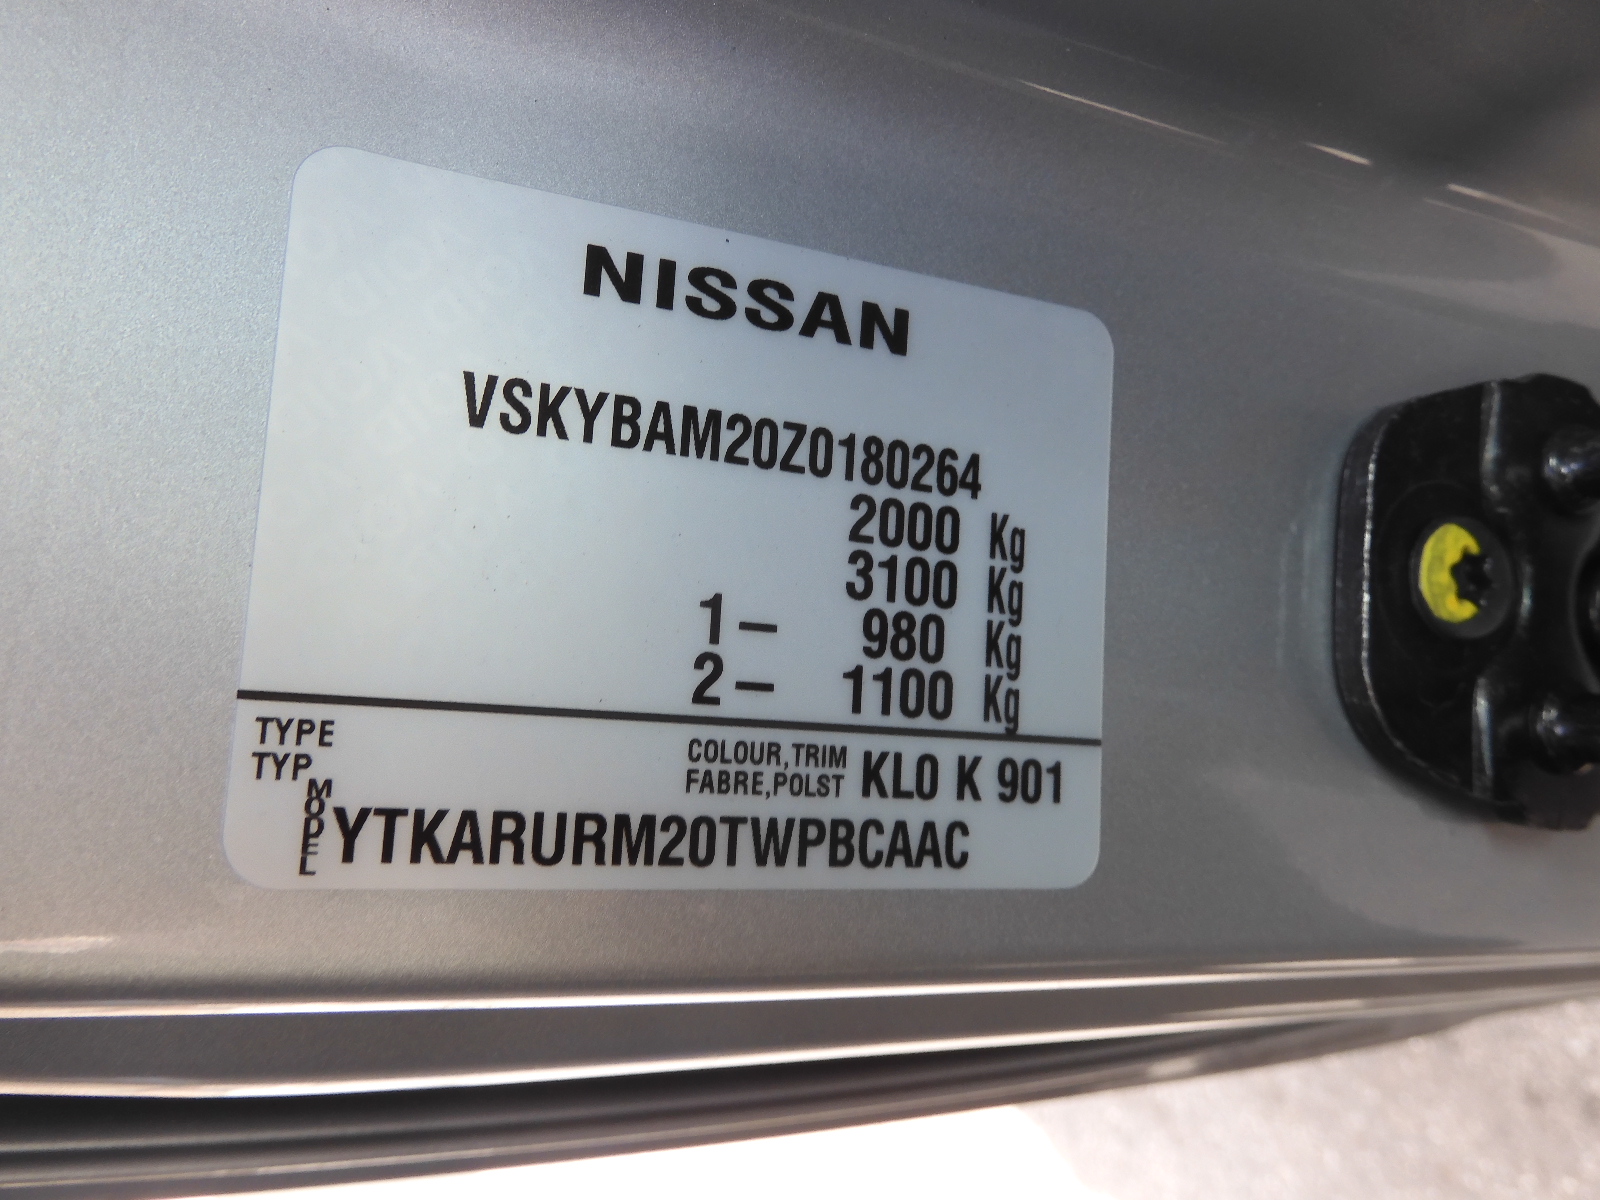 NISSAN
VSKYBAM20Z0180264
2000 Kg
3100 Kg
1 – 980 Kg
2 – 1100 Kg
TYPE
TYP
COLOUR,TRIM
FABRE,POLST
KL0 K 901
MODEL
YTKARURM20TWPBCAAC